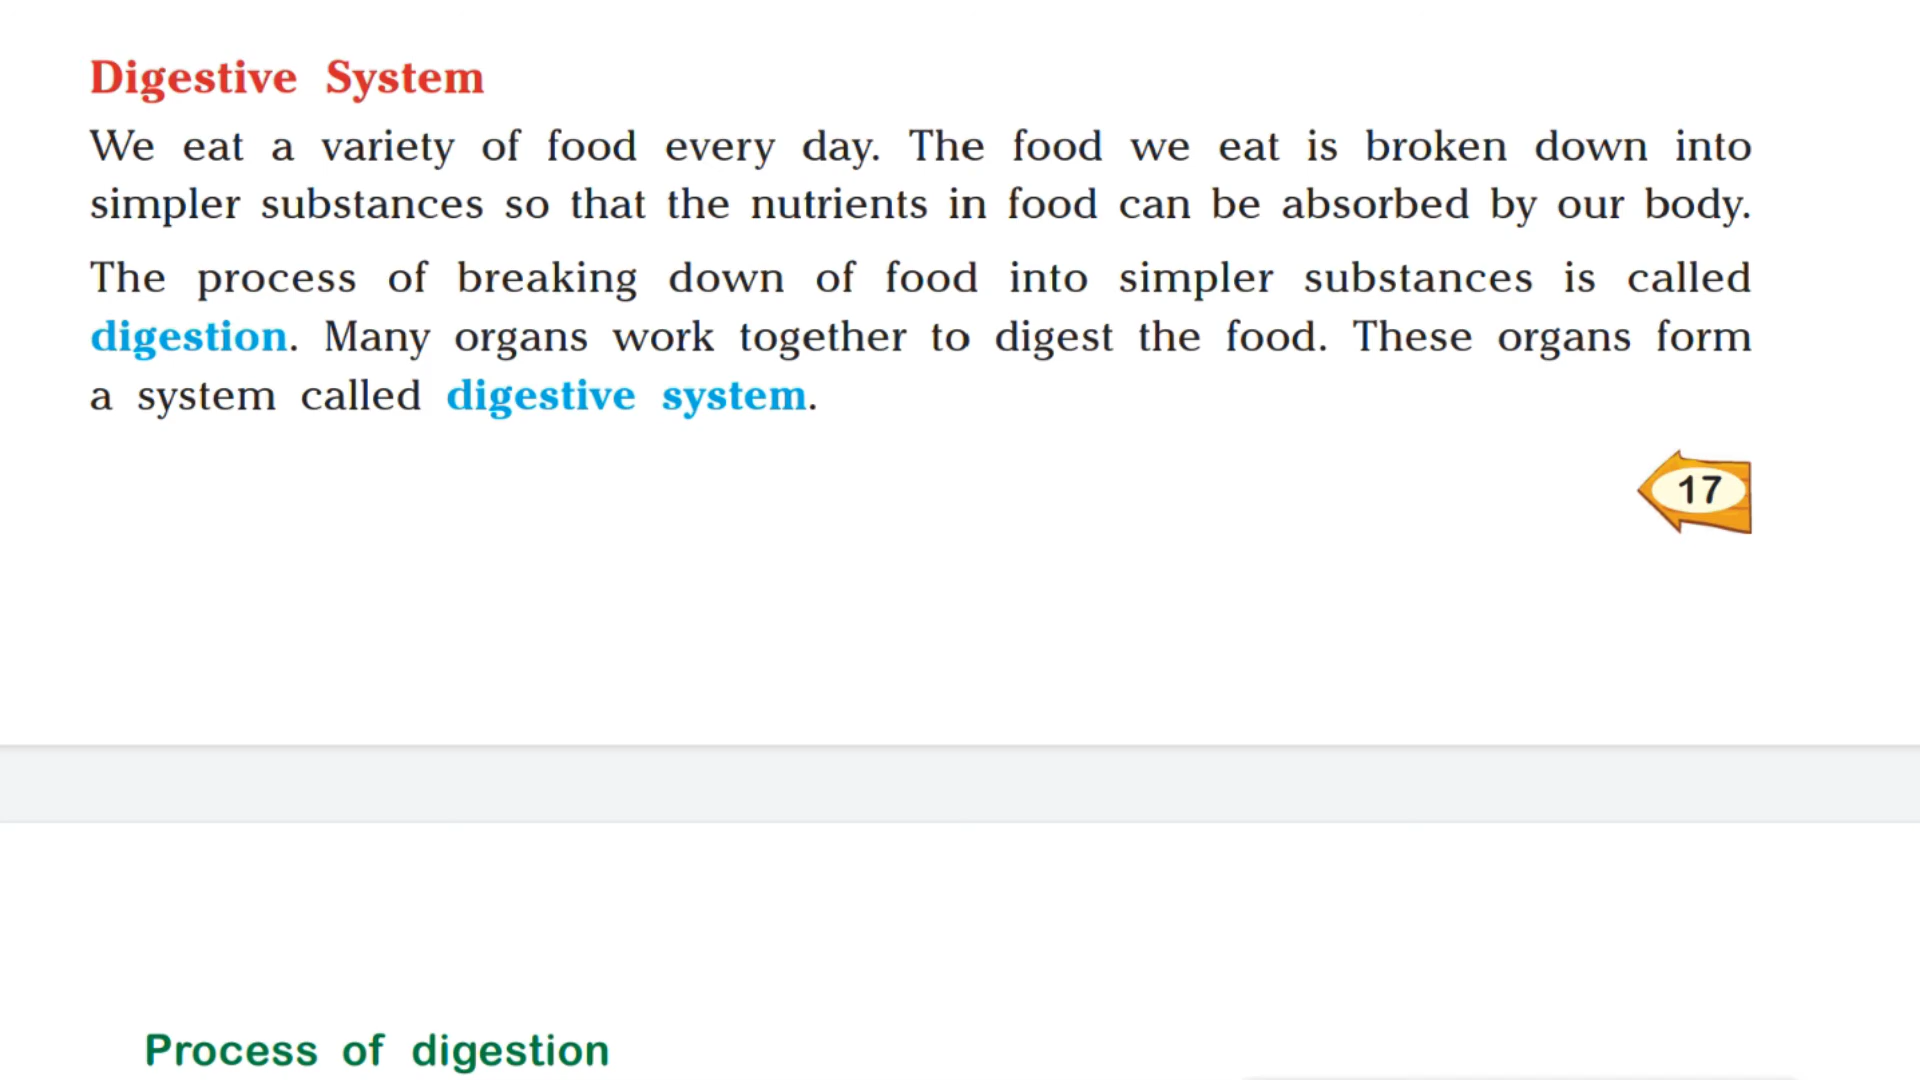 Digestive System
We eat a variety of food every day. The food we eat is broken down into
simpler substances so that the nutrients in food can be absorbed by our body.
The process of breaking down of food into simpler substances is called
digestion. Many organs work together to digest the food. These organs form
a system called digestive system.
17
Process of digestion